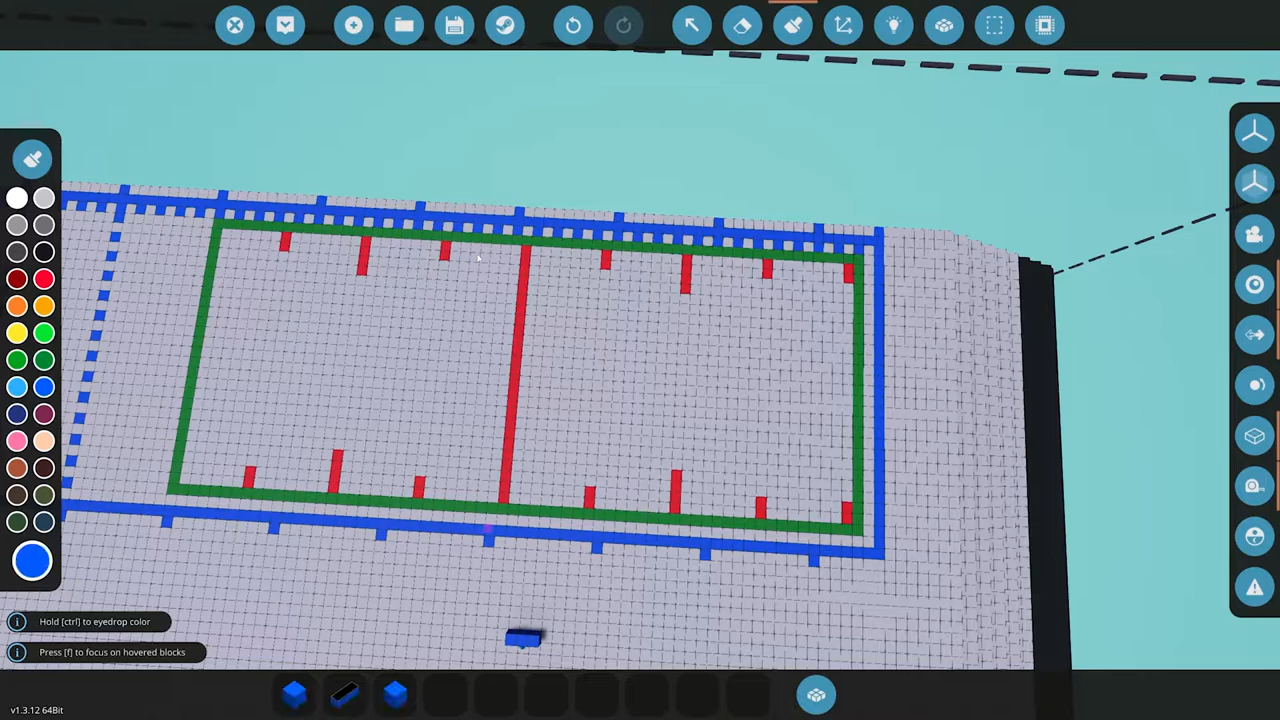 Hold [ctrl] to eyedrop color
Press [f] to focus on hovered blocks
v1.3.12 64Bit